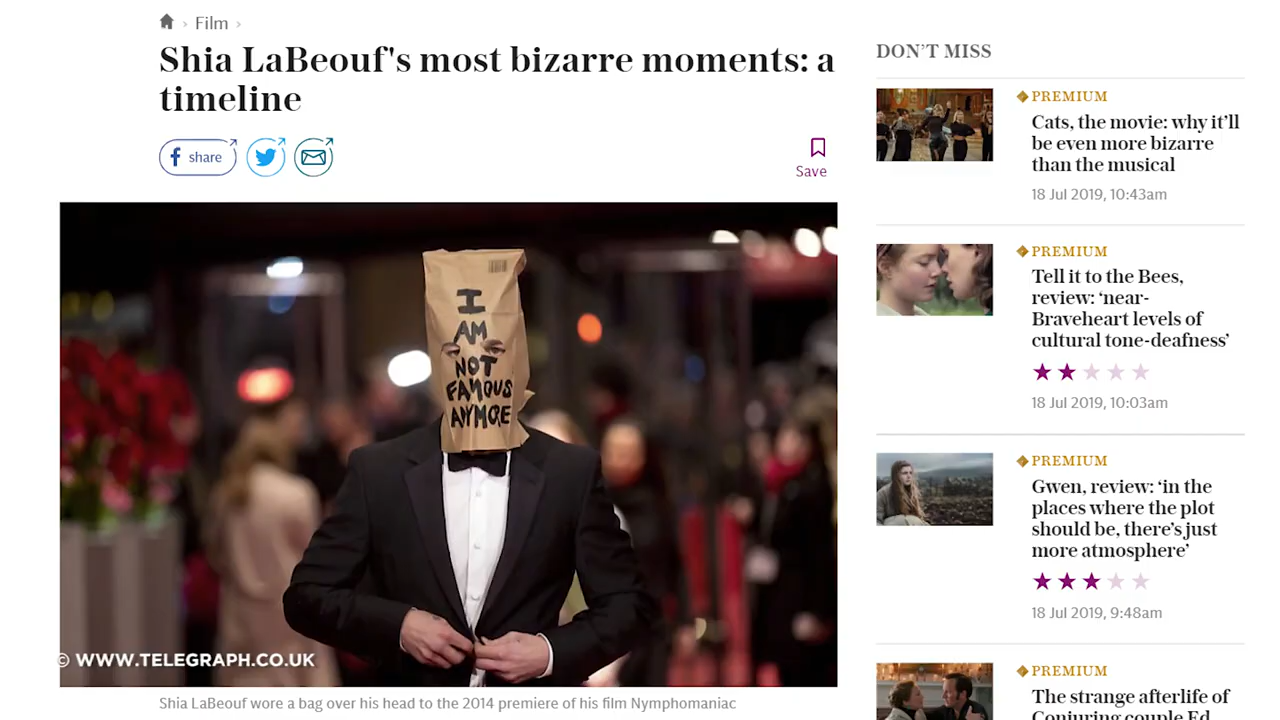 Film
Shia LaBeouf's most bizarre moments: a
timeline
share
Save
I
AM
NOT
FAMOUS
ANYMORE
© WWW.TELEGRAPH.CO.UK
Shia LaBeouf wore a bag over his head to the 2014 premiere of his film Nymphomaniac
DON'T MISS
PREMIUM
Cats, the movie: why it'll
be even more bizarre
than the musical
18 Jul 2019, 10:43am
PREMIUM
Tell it to the Bees,
review: 'near-
Braveheart levels of
cultural tone-deafness'
18 Jul 2019, 10:03am
PREMIUM
Gwen, review: 'in the
places where the plot
should be, there's just
more atmosphere'
18 Jul 2019, 9:48am
PREMIUM
The strange afterlife of
Conjuring couple Ed